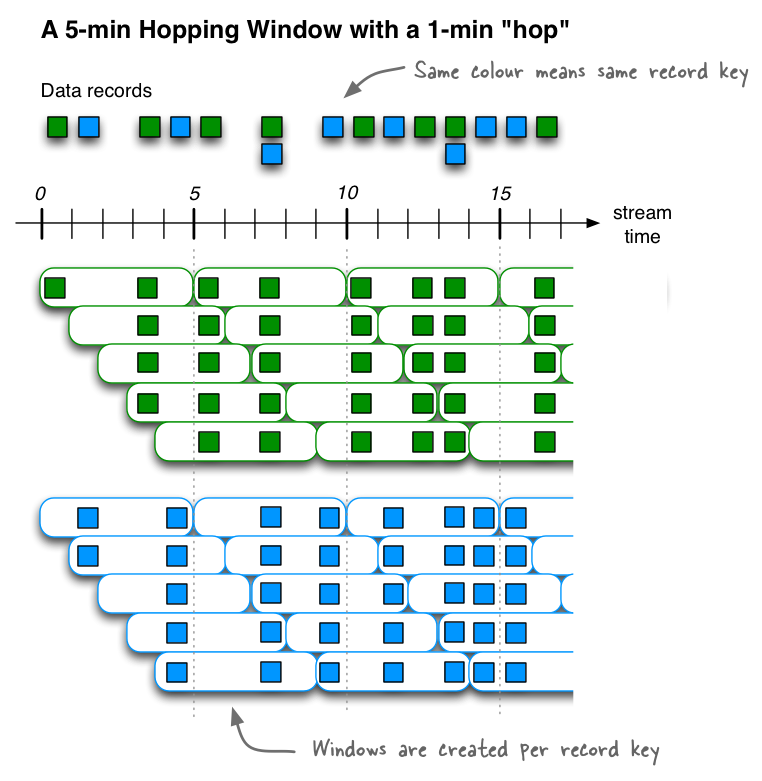 A 5-min Hopping Window with a 1-min "hop"
Same colour means same record key
Data records
0 5 10 15
stream
time
Windows are created per record key